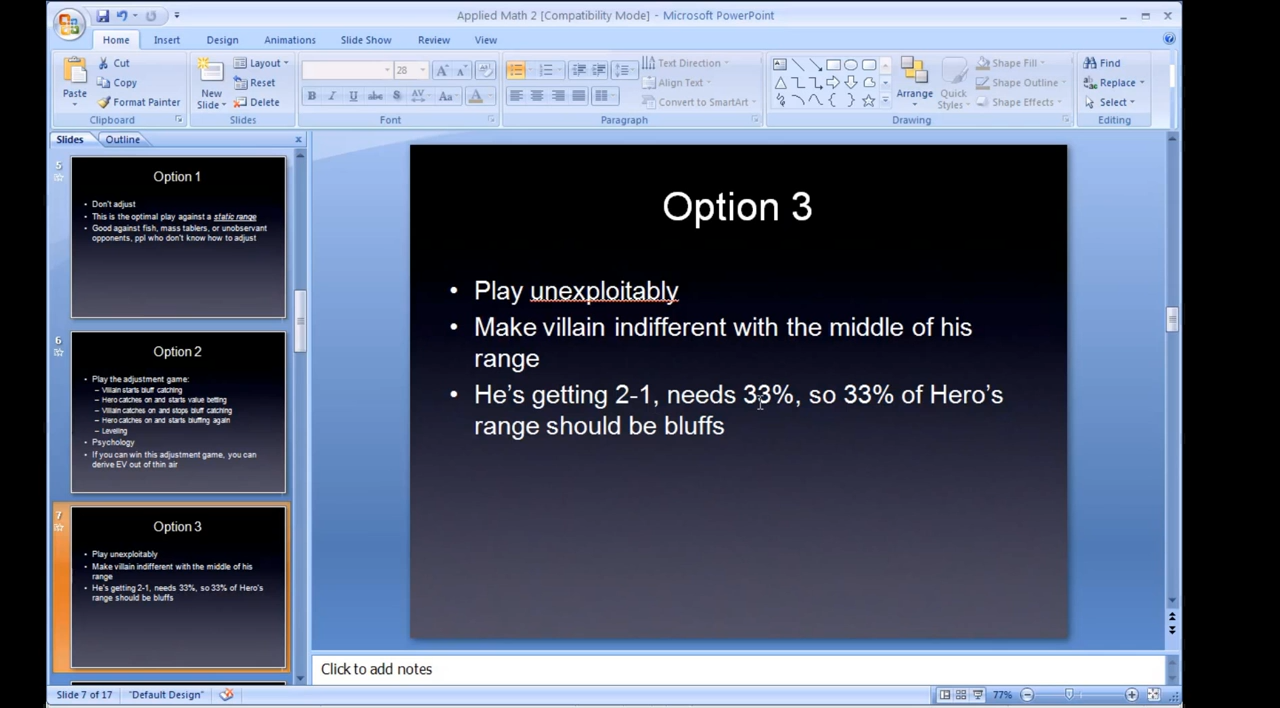 Applied Math 2 [Compatibility Mode] - Microsoft PowerPoint
Home Insert Design Animations Slide Show Review View
Paste
Cut
Copy
Format Painter
Clipboard
New
Slide
Layout
Reset
Delete
Slides
28
B I U abc S AV Aa A
Font
Text Direction
Align Text
Convert to SmartArt
Paragraph
Arrange
Quick
Styles
Shape Fill
Shape Outline
Shape Effects
Drawing
Find
Replace
Select
Editing
Slides Outline
5
Option 1
• Don't adjust
• This is the optimal play against a static range
• Good against fish, mass tablers, or unobservant
opponents, ppl who don't know how to adjust
6
Option 2
• Play the adjustment game:
– Villain starts bluff catching
– Hero catches on and starts value betting
– Villain catches on and stops bluff catching
– Hero catches on and starts bluffing again
– Leveling
• Psychology
• If you can win this adjustment game, you can
derive EV out of thin air
7
Option 3
• Play unexploitably
• Make villain indifferent with the middle of his
range
• He's getting 2-1, needs 33%, so 33% of Hero's
range should be bluffs
Option 3
• Play unexploitably
• Make villain indifferent with the middle of his
range
• He's getting 2-1, needs 33%, so 33% of Hero's
range should be bluffs
Click to add notes
Slide 7 of 17 "Default Design" 77%